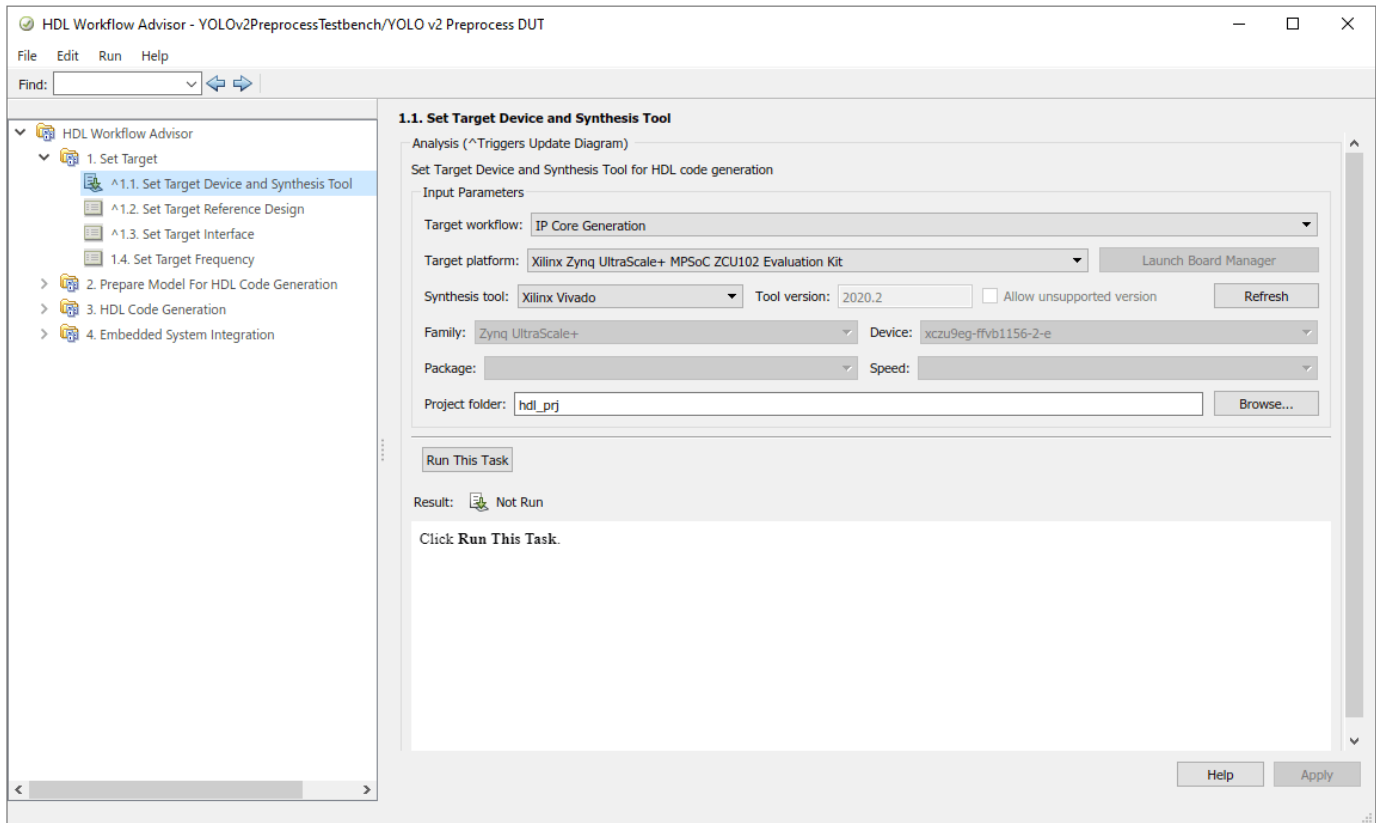 HDL Workflow Advisor - YOLOv2PreprocessTestbench/YOLO v2 Preprocess DUT
File Edit Run Help
Find:
HDL Workflow Advisor
1. Set Target
^1.1. Set Target Device and Synthesis Tool
^1.2. Set Target Reference Design
^1.3. Set Target Interface
1.4. Set Target Frequency
2. Prepare Model For HDL Code Generation
3. HDL Code Generation
4. Embedded System Integration
1.1. Set Target Device and Synthesis Tool
Analysis (^Triggers Update Diagram)
Set Target Device and Synthesis Tool for HDL code generation
Input Parameters
Target workflow: IP Core Generation
Target platform: Xilinx Zynq UltraScale+ MPSoC ZCU102 Evaluation Kit Launch Board Manager
Synthesis tool: Xilinx Vivado Tool version: 2020.2 Allow unsupported version Refresh
Family: Zynq UltraScale+ Device: xczu9eg-ffvb1156-2-e
Package: Speed:
Project folder: hdl_prj Browse...
Run This Task
Result: Not Run
Click Run This Task.
Help Apply